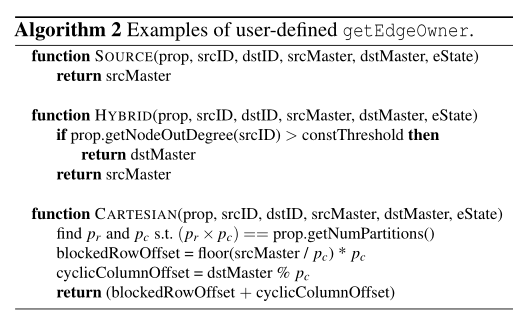 Algorithm 2 Examples of user-defined getEdgeOwner.
function SOURCE(prop, srcID, dstID, srcMaster, dstMaster, eState)
return srcMaster
function HYBRID(prop, srcID, dstID, srcMaster, dstMaster, eState)
if prop.getNodeOutDegree(srcID) > constThreshold then
return dstMaster
return srcMaster
function CARTESIAN(prop, srcID, dstID, srcMaster, dstMaster, eState)
find pᵣ and p_c s.t. (pᵣ × p_c) == prop.getNumPartitions()
blockedRowOffset = floor(srcMaster / p_c) * p_c
cyclicColumnOffset = dstMaster % p_c
return (blockedRowOffset + cyclicColumnOffset)